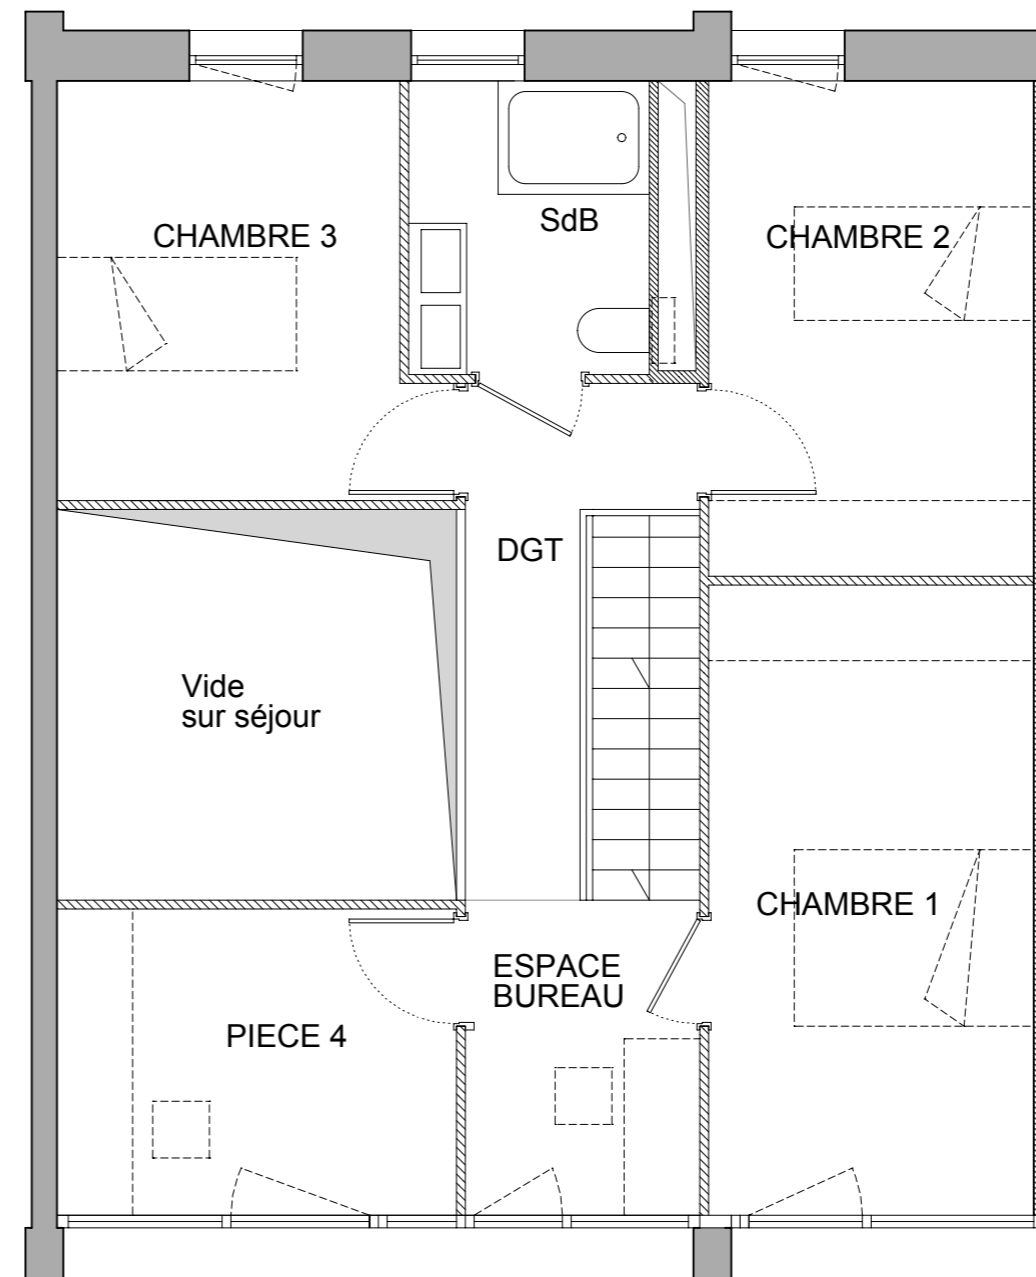 SdB
CHAMBRE 3
CHAMBRE 2
DGT
Vide
sur séjour
CHAMBRE 1
ESPACE
BUREAU
PIECE 4